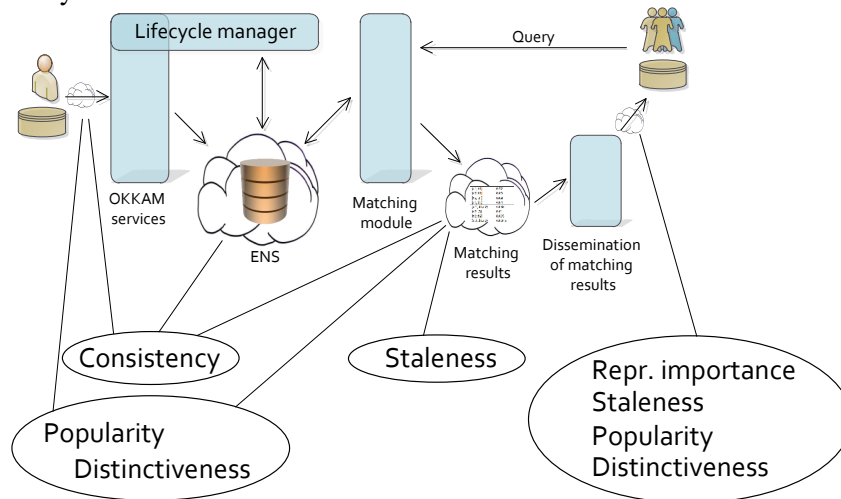 Lifecycle manager
Query
OKKAM
services
ENS
Matching
module
Matching
results
Dissemination
of matching
results
Consistency
Staleness
Repr. importance
Staleness
Popularity
Distinctiveness
Popularity
Distinctiveness